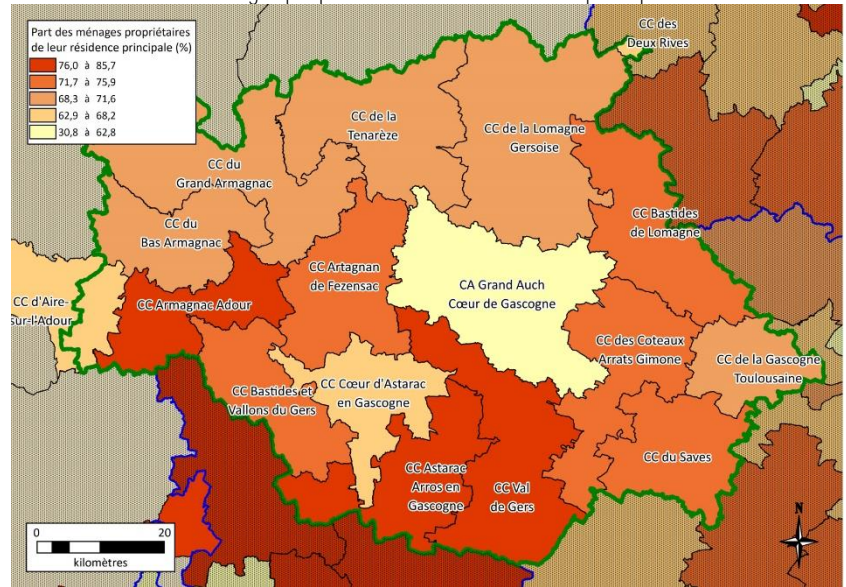 Part des ménages propriétaires
de leur résidence principale (%)
76,0 à 85,7
71,7 à 75,9
68,3 à 71,6
62,9 à 68,2
30,8 à 62,8
CC des
Deux Rives
CC de la
Tenarèze
CC de la Lomagne
Gersoise
CC du
Grand Armagnac
CC du
Bas Armagnac
CC Bastides
de Lomagne
CC Artagnan
de Fezensac
CA Grand Auch
Cœur de Gascogne
CC d'Aire-
sur-l'Adour
CC Armagnac Adour
CC des Coteaux
Arrats Gimone
CC de la Gascogne
Toulousaine
CC Bastides et
Vallons du Gers
CC Cœur d'Astarac
en Gascogne
CC du Saves
CC Astarac
Arros en
Gascogne
CC Val
de Gers
0 20
kilomètres
N